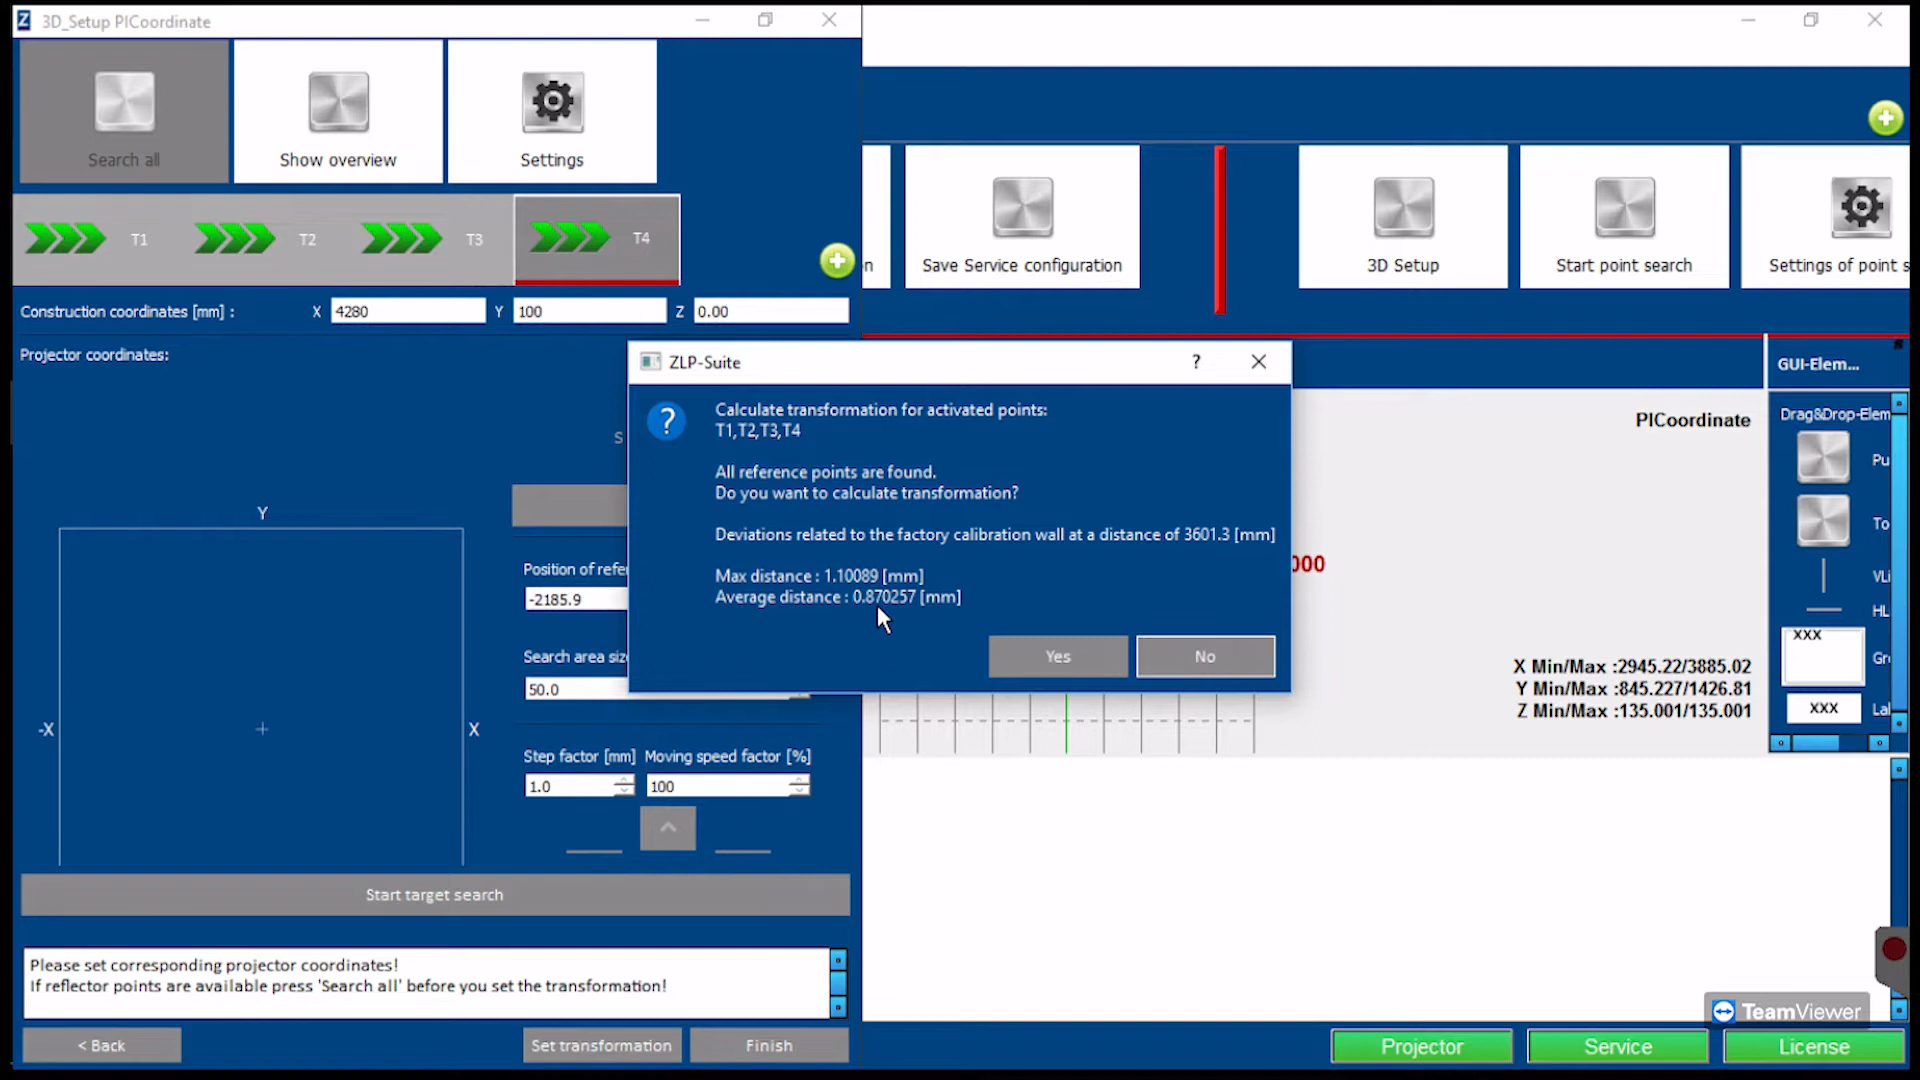 3D_Setup PICoordinate
Search all
Show overview
Settings
T1
T2
T3
T4
Construction coordinates [mm] :
X
4280
Y
100
Z
0.00
Projector coordinates:
S
Y
-X
X
Position of refe
-2185.9
Search area siz
50.0
Step factor [mm]
Moving speed factor [%]
1.0
100
Start target search
Please set corresponding projector coordinates!
If reflector points are available press 'Search all' before you set the transformation!
< Back
Set transformation
Finish
n
Save Service configuration
3D Setup
Start point search
Settings of point s
ZLP-Suite
?
Calculate transformation for activated points:
T1,T2,T3,T4
All reference points are found.
Do you want to calculate transformation?
Deviations related to the factory calibration wall at a distance of 3601.3 [mm]
Max distance : 1.10089 [mm]
Average distance : 0.870257 [mm]
Yes
No
PICoordinate
000
X Min/Max :2945.22/3885.02
Y Min/Max :845.227/1426.81
Z Min/Max :135.001/135.001
GUI-Elem...
Drag&Drop-Elem
Pu
To
VLi
HL
XXX
Gr
XXX
Lal
TeamViewer
Projector
Service
License